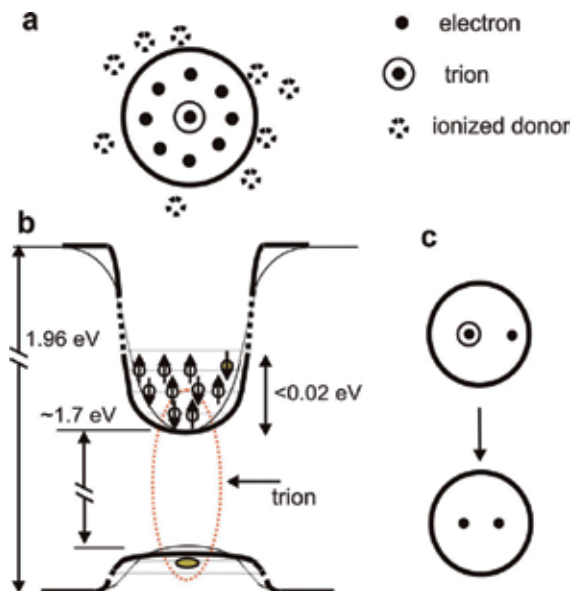 a
electron
trion
ionized donor
b
c
1.96 eV
<0.02 eV
~1.7 eV
trion